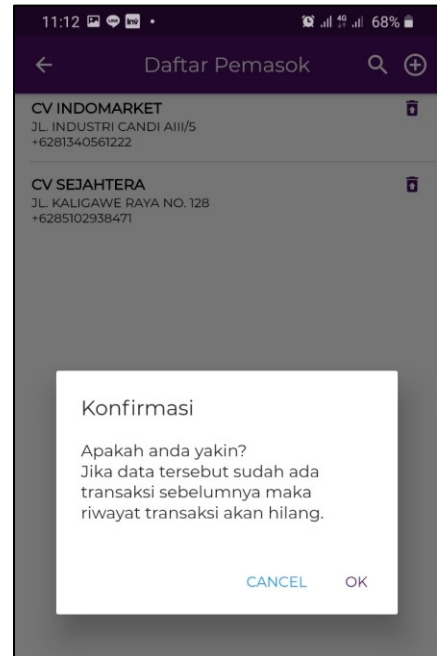 11:12 68%
Daftar Pemasok
CV INDOMARKET
JL. INDUSTRI CANDI AIII/5
+6281340561222
CV SEJAHTERA
JL. KALIGAWE RAYA NO. 128
+6285102938471
Konfirmasi
Apakah anda yakin?
Jika data tersebut sudah ada
transaksi sebelumnya maka
riwayat transaksi akan hilang.
CANCEL OK